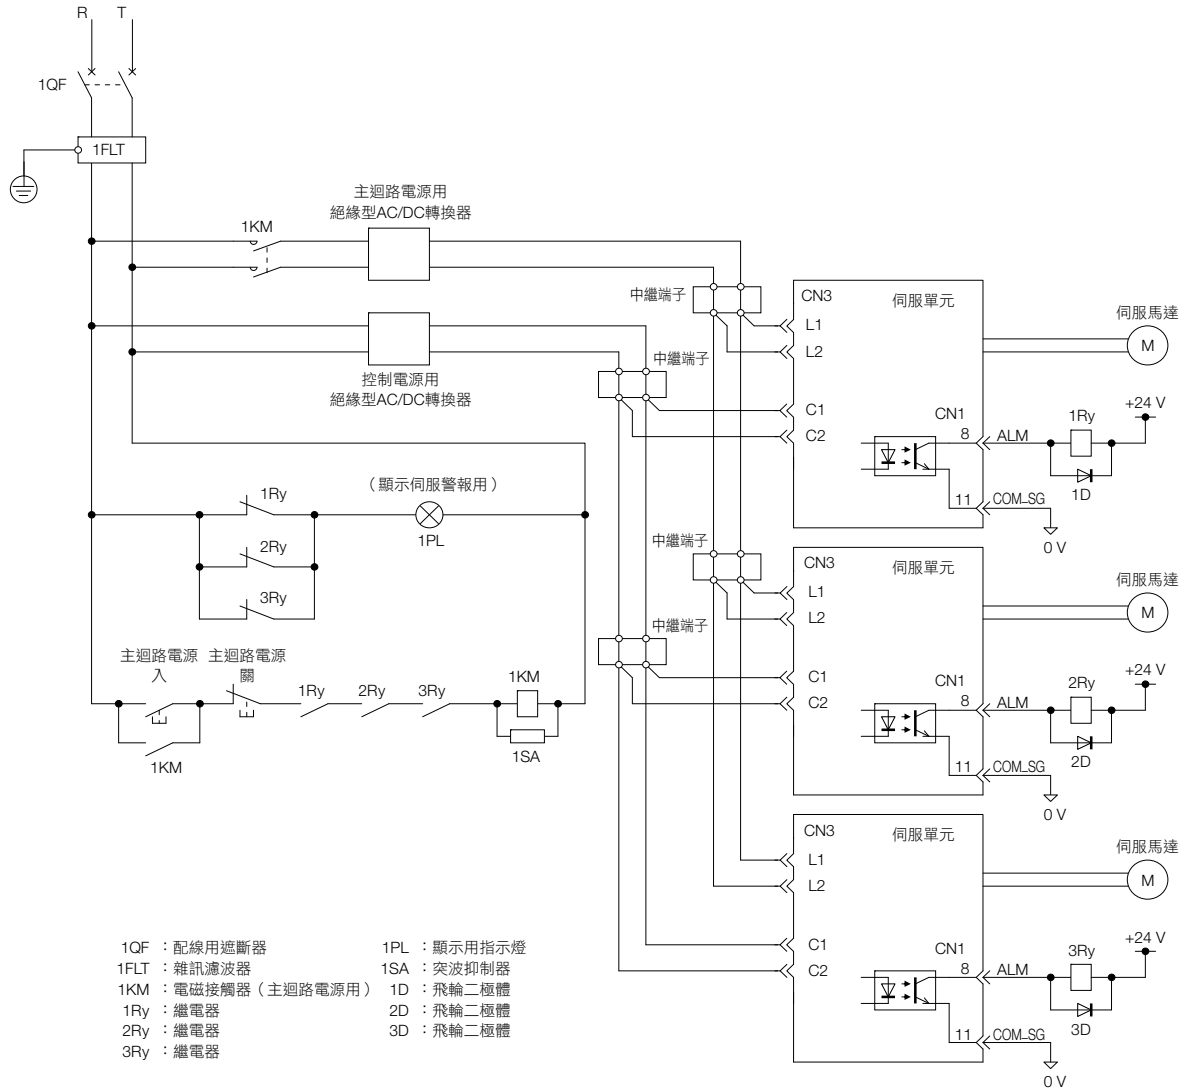 R
T
1QF
1FLT
主迴路電源用
絕緣型AC/DC轉換器
1KM
控制電源用
絕緣型AC/DC轉換器
中繼端子
中繼端子
CN3
伺服單元
L1
L2
C1
C2
CN1
8
ALM
11
COM_SG
伺服馬達
M
+24 V
1Ry
1D
0 V
（顯示伺服警報用）
1Ry
2Ry
3Ry
1PL
中繼端子
中繼端子
CN3
伺服單元
L1
L2
C1
C2
CN1
8
ALM
11
COM_SG
伺服馬達
M
+24 V
2Ry
2D
0 V
主迴路電源
入
主迴路電源
關
1Ry
2Ry
3Ry
1KM
1KM
1SA
CN3
伺服單元
L1
L2
C1
C2
CN1
8
ALM
11
COM_SG
伺服馬達
M
+24 V
3Ry
3D
0 V
1QF ：配線用遮斷器
1FLT ：雜訊濾波器
1KM ：電磁接觸器（主迴路電源用）
1Ry ：繼電器
2Ry ：繼電器
3Ry ：繼電器
1PL ：顯示用指示燈
1SA ：突波抑制器
1D ：飛輪二極體
2D ：飛輪二極體
3D ：飛輪二極體